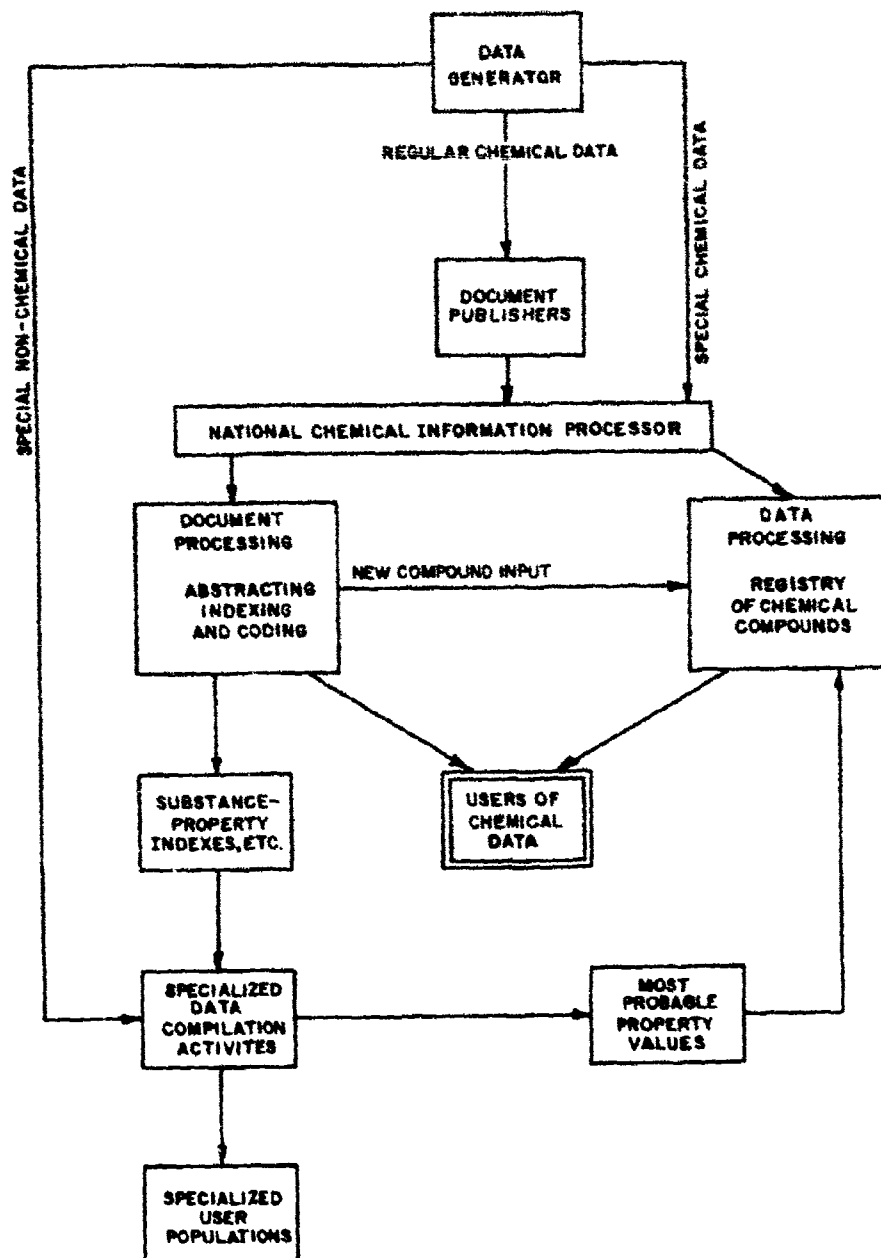 DATA
GENERATOR
REGULAR CHEMICAL DATA
SPECIAL NON-CHEMICAL DATA
SPECIAL CHEMICAL DATA
DOCUMENT
PUBLISHERS
NATIONAL CHEMICAL INFORMATION PROCESSOR
DOCUMENT
PROCESSING
ABSTRACTING
INDEXING
AND CODING
NEW COMPOUND INPUT
DATA
PROCESSING
REGISTRY
OF CHEMICAL
COMPOUNDS
SUBSTANCE-
PROPERTY
INDEXES, ETC.
USERS OF
CHEMICAL
DATA
SPECIALIZED
DATA
COMPILATION
ACTIVITES
MOST
PROBABLE
PROPERTY
VALUES
SPECIALIZED
USER
POPULATIONS